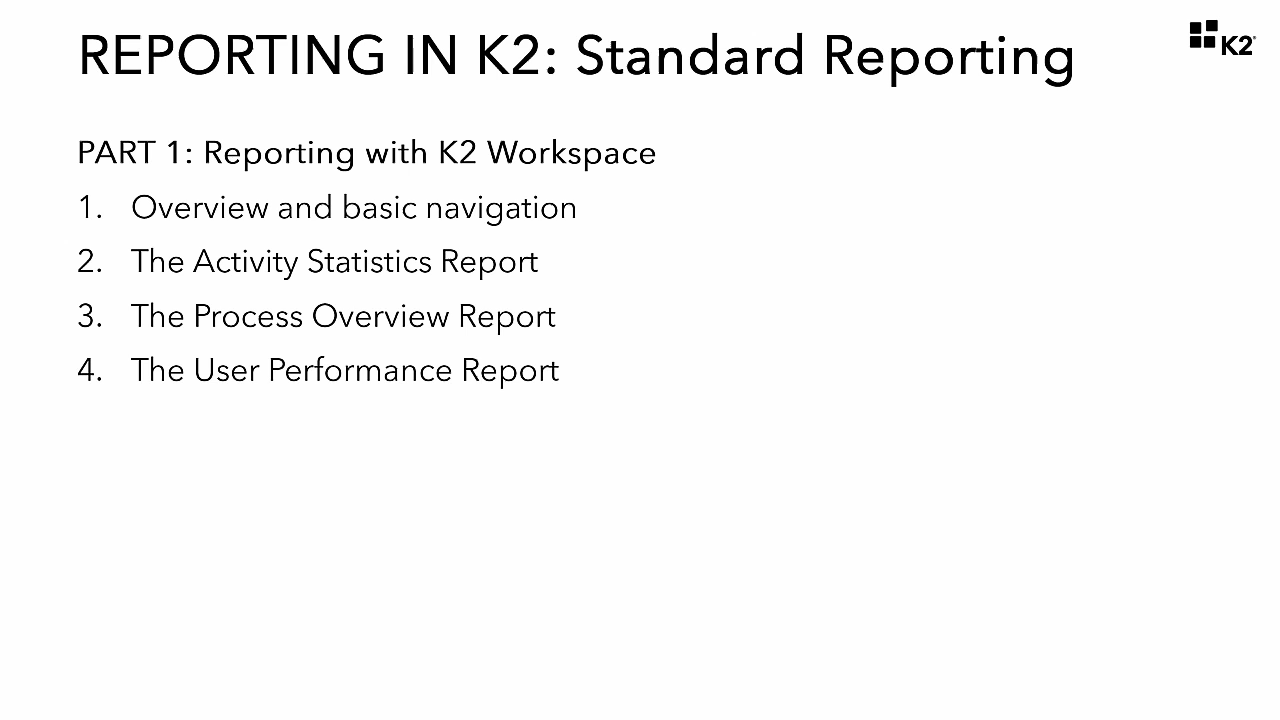 REPORTING IN K2: Standard Reporting
K2
PART 1: Reporting with K2 Workspace
1. Overview and basic navigation
2. The Activity Statistics Report
3. The Process Overview Report
4. The User Performance Report